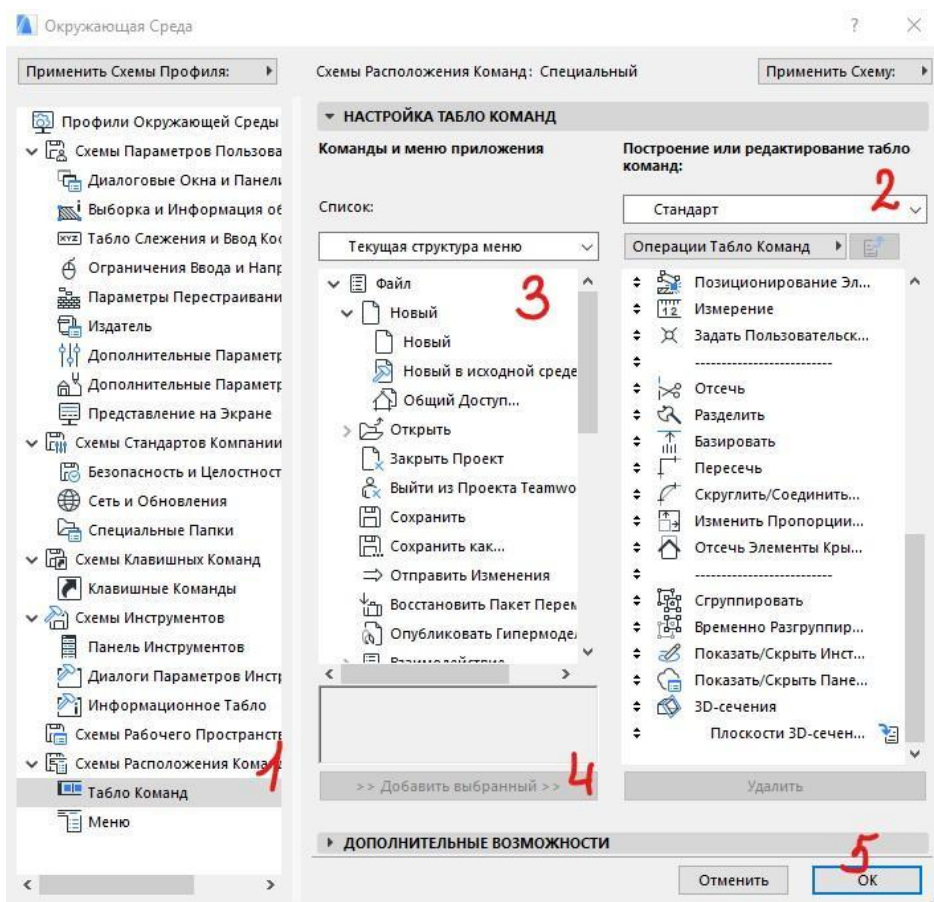 Окружающая Среда
?
Применить Схемы Профиля:
Схемы Расположения Команд: Специальный
Применить Схему:
Профили Окружающей Среды
Схемы Параметров Пользова
Диалоговые Окна и Панели
Выборка и Информация об
XYZ Табло Слежения и Ввод Коо
Ограничения Ввода и Напр
Параметры Перестраивани
Издатель
Дополнительные Параметр
Дополнительные Параметр
Представление на Экране
Схемы Стандартов Компании
Безопасность и Целостност
Сеть и Обновления
Специальные Папки
Схемы Клавишных Команд
Клавишные Команды
Схемы Инструментов
Панель Инструментов
Диалоги Параметров Инстр
Информационное Табло
Схемы Рабочего Пространств
Схемы Расположения Коман
1
Табло Команд
Меню
НАСТРОЙКА ТАБЛО КОМАНД
Команды и меню приложения
Список:
Текущая структура меню
3
Файл
Новый
Новый
Новый в исходной среде
Общий Доступ...
Открыть
Закрыть Проект
Выйти из Проекта Teamwo
Сохранить
Сохранить как...
Отправить Изменения
Восстановить Пакет Перем
Опубликовать Гипермодел
Взаимодействие
>> Добавить выбранный >>
4
Построение или редактирование табло
команд:
2
Стандарт
Операции Табло Команд
Позиционирование Эл...
12 Измерение
Задать Пользовательск...
--------------------------
Отсечь
Разделить
Базировать
Пересечь
Скруглить/Соединить...
Изменить Пропорции...
Отсечь Элементы Кры...
--------------------------
Сгруппировать
Временно Разгруппир...
Показать/Скрыть Инст...
Показать/Скрыть Пане...
3D-сечения
Плоскости 3D-сечен...
Удалить
ДОПОЛНИТЕЛЬНЫЕ ВОЗМОЖНОСТИ
5
Отменить
ОК